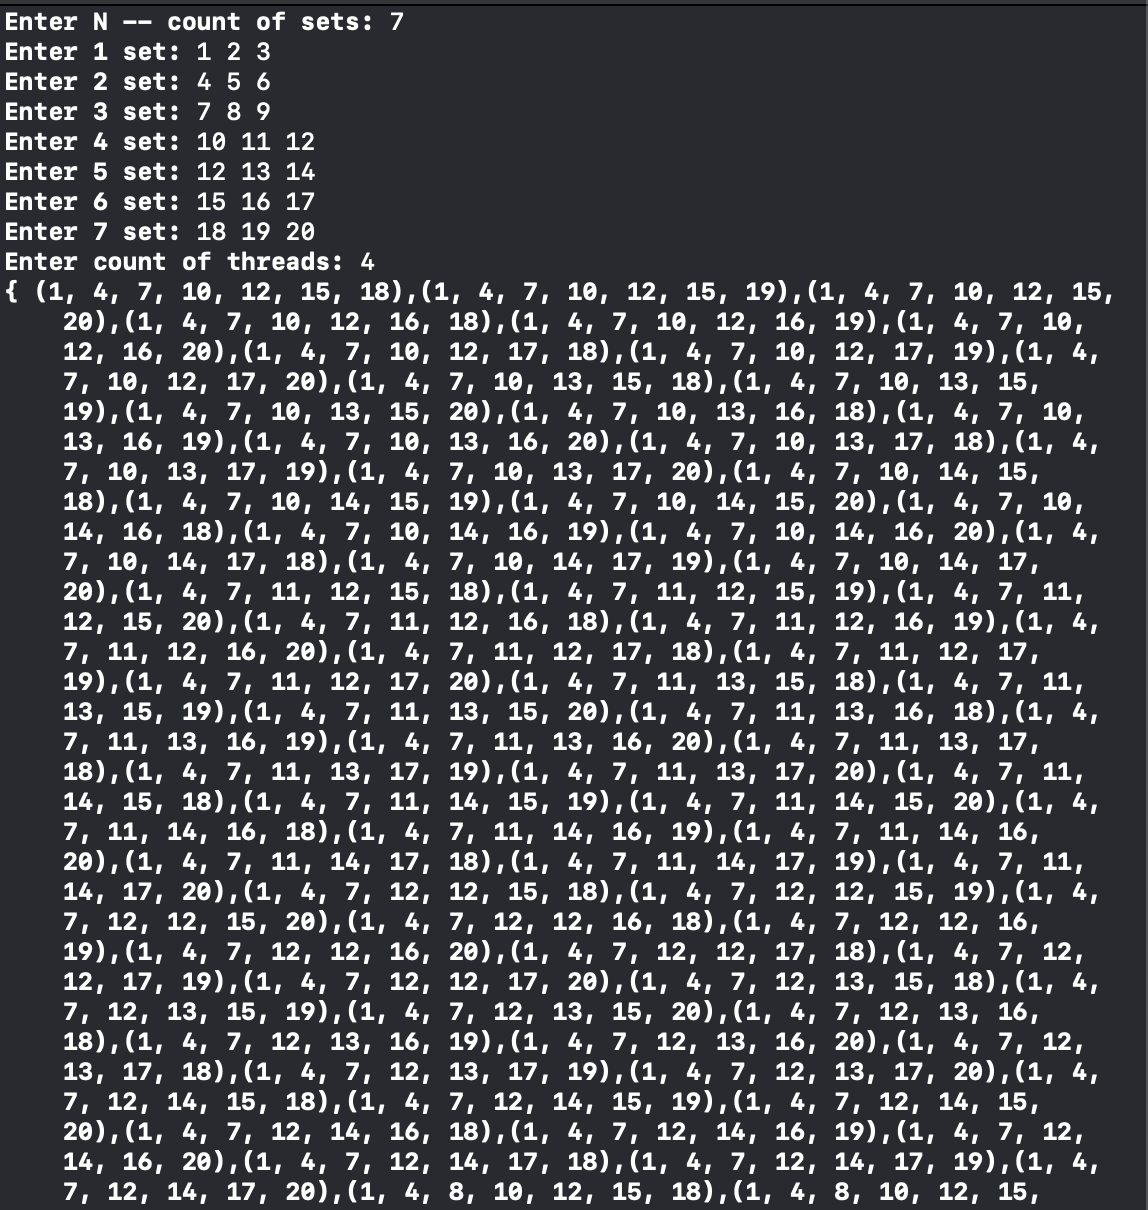 Enter N -- count of sets: 7
Enter 1 set: 1 2 3
Enter 2 set: 4 5 6
Enter 3 set: 7 8 9
Enter 4 set: 10 11 12
Enter 5 set: 12 13 14
Enter 6 set: 15 16 17
Enter 7 set: 18 19 20
Enter count of threads: 4
{ (1, 4, 7, 10, 12, 15, 18),(1, 4, 7, 10, 12, 15, 19),(1, 4, 7, 10, 12, 15,
20),(1, 4, 7, 10, 12, 16, 18),(1, 4, 7, 10, 12, 16, 19),(1, 4, 7, 10,
12, 16, 20),(1, 4, 7, 10, 12, 17, 18),(1, 4, 7, 10, 12, 17, 19),(1, 4,
7, 10, 12, 17, 20),(1, 4, 7, 10, 13, 15, 18),(1, 4, 7, 10, 13, 15,
19),(1, 4, 7, 10, 13, 15, 20),(1, 4, 7, 10, 13, 16, 18),(1, 4, 7, 10,
13, 16, 19),(1, 4, 7, 10, 13, 16, 20),(1, 4, 7, 10, 13, 17, 18),(1, 4,
7, 10, 13, 17, 19),(1, 4, 7, 10, 13, 17, 20),(1, 4, 7, 10, 14, 15,
18),(1, 4, 7, 10, 14, 15, 19),(1, 4, 7, 10, 14, 15, 20),(1, 4, 7, 10,
14, 16, 18),(1, 4, 7, 10, 14, 16, 19),(1, 4, 7, 10, 14, 16, 20),(1, 4,
7, 10, 14, 17, 18),(1, 4, 7, 10, 14, 17, 19),(1, 4, 7, 10, 14, 17,
20),(1, 4, 7, 11, 12, 15, 18),(1, 4, 7, 11, 12, 15, 19),(1, 4, 7, 11,
12, 15, 20),(1, 4, 7, 11, 12, 16, 18),(1, 4, 7, 11, 12, 16, 19),(1, 4,
7, 11, 12, 16, 20),(1, 4, 7, 11, 12, 17, 18),(1, 4, 7, 11, 12, 17,
19),(1, 4, 7, 11, 12, 17, 20),(1, 4, 7, 11, 13, 15, 18),(1, 4, 7, 11,
13, 15, 19),(1, 4, 7, 11, 13, 15, 20),(1, 4, 7, 11, 13, 16, 18),(1, 4,
7, 11, 13, 16, 19),(1, 4, 7, 11, 13, 16, 20),(1, 4, 7, 11, 13, 17,
18),(1, 4, 7, 11, 13, 17, 19),(1, 4, 7, 11, 13, 17, 20),(1, 4, 7, 11,
14, 15, 18),(1, 4, 7, 11, 14, 15, 19),(1, 4, 7, 11, 14, 15, 20),(1, 4,
7, 11, 14, 16, 18),(1, 4, 7, 11, 14, 16, 19),(1, 4, 7, 11, 14, 16,
20),(1, 4, 7, 11, 14, 17, 18),(1, 4, 7, 11, 14, 17, 19),(1, 4, 7, 11,
14, 17, 20),(1, 4, 7, 12, 12, 15, 18),(1, 4, 7, 12, 12, 15, 19),(1, 4,
7, 12, 12, 15, 20),(1, 4, 7, 12, 12, 16, 18),(1, 4, 7, 12, 12, 16,
19),(1, 4, 7, 12, 12, 16, 20),(1, 4, 7, 12, 12, 17, 18),(1, 4, 7, 12,
12, 17, 19),(1, 4, 7, 12, 12, 17, 20),(1, 4, 7, 12, 13, 15, 18),(1, 4,
7, 12, 13, 15, 19),(1, 4, 7, 12, 13, 15, 20),(1, 4, 7, 12, 13, 16,
18),(1, 4, 7, 12, 13, 16, 19),(1, 4, 7, 12, 13, 16, 20),(1, 4, 7, 12,
13, 17, 18),(1, 4, 7, 12, 13, 17, 19),(1, 4, 7, 12, 13, 17, 20),(1, 4,
7, 12, 14, 15, 18),(1, 4, 7, 12, 14, 15, 19),(1, 4, 7, 12, 14, 15,
20),(1, 4, 7, 12, 14, 16, 18),(1, 4, 7, 12, 14, 16, 19),(1, 4, 7, 12,
14, 16, 20),(1, 4, 7, 12, 14, 17, 18),(1, 4, 7, 12, 14, 17, 19),(1, 4,
7, 12, 14, 17, 20),(1, 4, 8, 10, 12, 15, 18),(1, 4, 8, 10, 12, 15,